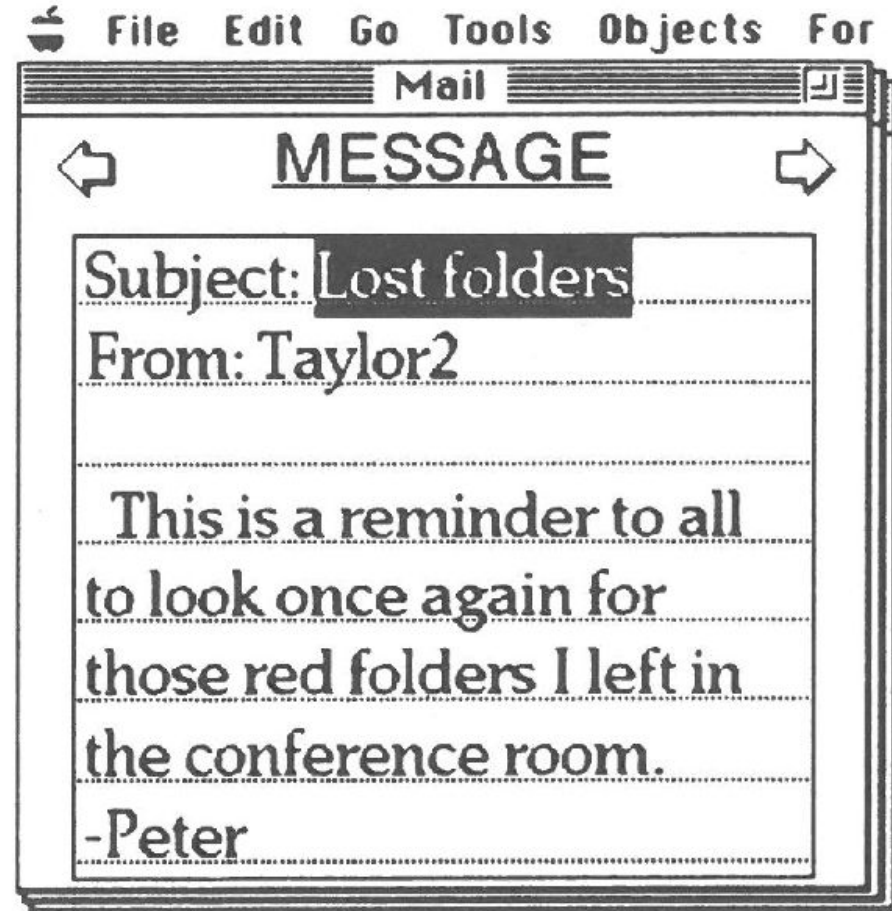 File Edit Go Tools Objects For
Mail
MESSAGE
Subject: Lost folders
From: Taylor2
This is a reminder to all
to look once again for
those red folders I left in
the conference room.
-Peter